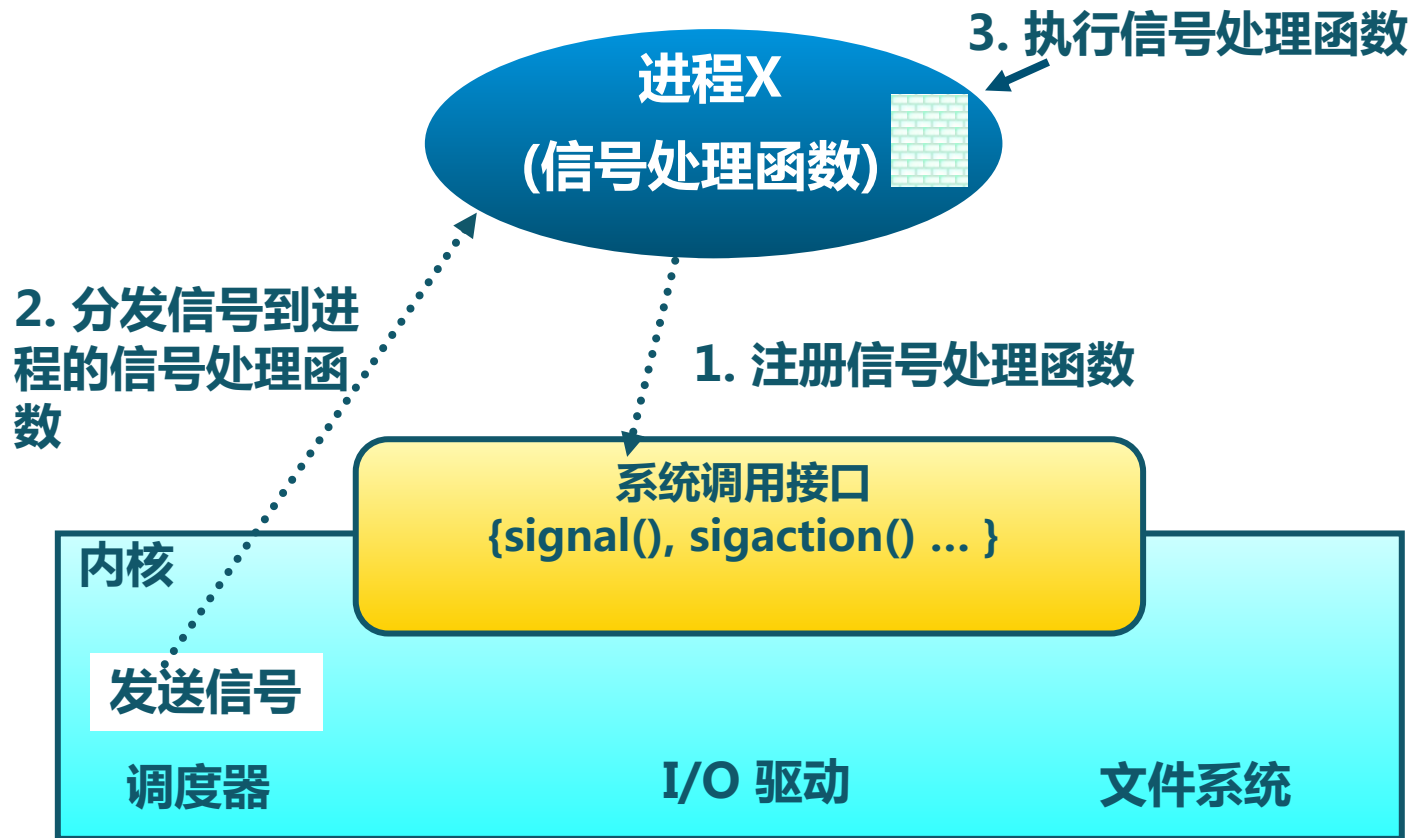 3. 执行信号处理函数
进程X
(信号处理函数)
2. 分发信号到进
程的信号处理函
数
1. 注册信号处理函数
系统调用接口
{signal(), sigaction() … }
内核
发送信号
调度器
I/O 驱动
文件系统